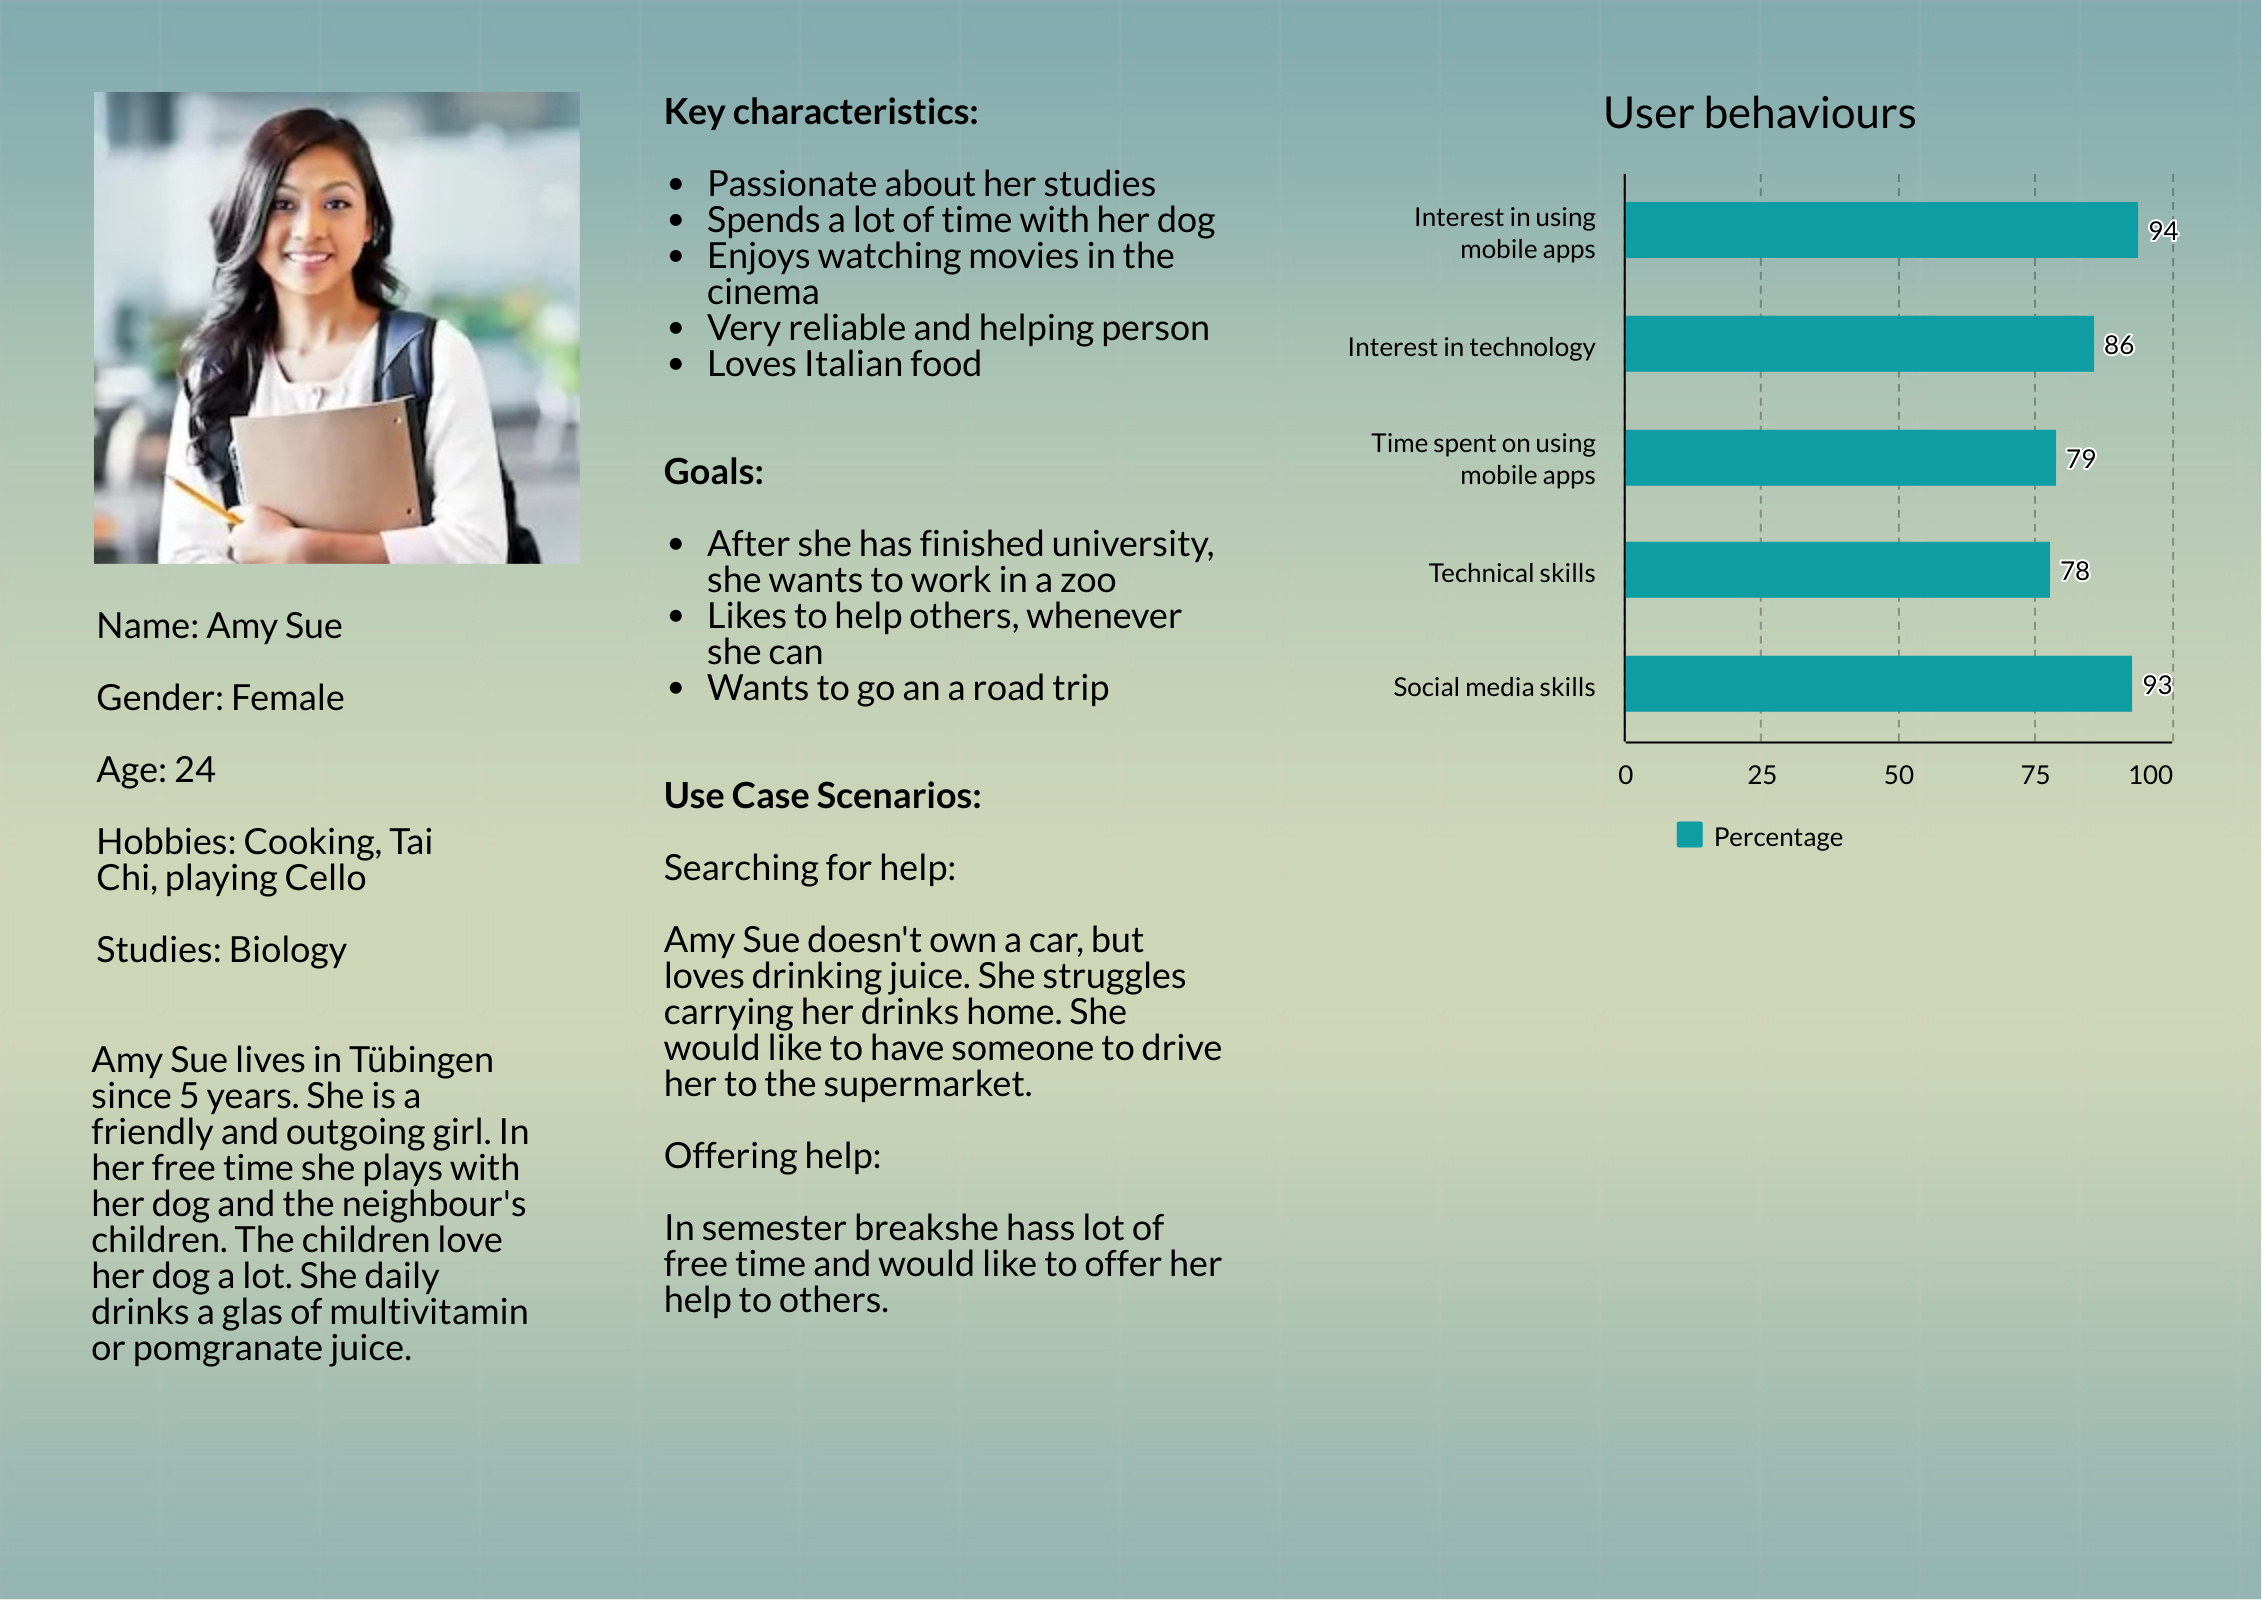 Name: Amy Sue
Gender: Female
Age: 24
Hobbies: Cooking, Tai
Chi, playing Cello
Studies: Biology
Amy Sue lives in Tübingen
since 5 years. She is a
friendly and outgoing girl. In
her free time she plays with
her dog and the neighbour's
children. The children love
her dog a lot. She daily
drinks a glas of multivitamin
or pomgranate juice.
Key characteristics:
• Passionate about her studies
• Spends a lot of time with her dog
• Enjoys watching movies in the
cinema
• Very reliable and helping person
• Loves Italian food
Goals:
• After she has finished university,
she wants to work in a zoo
• Likes to help others, whenever
she can
• Wants to go an a road trip
Use Case Scenarios:
Searching for help:
Amy Sue doesn't own a car, but
loves drinking juice. She struggles
carrying her drinks home. She
would like to have someone to drive
her to the supermarket.
Offering help:
In semester breakshe hass lot of
free time and would like to offer her
help to others.
User behaviours
Interest in using
mobile apps
94
Interest in technology
86
Time spent on using
mobile apps
79
Technical skills
78
Social media skills
93
0 25 50 75 100
Percentage